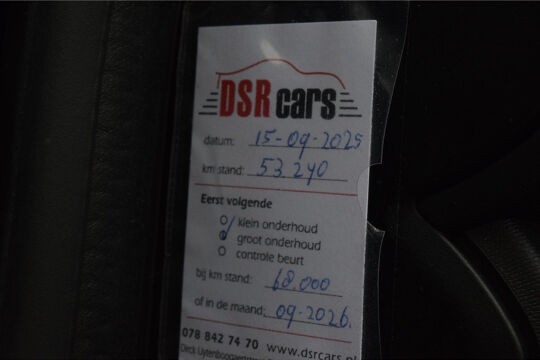 DSR cars
datum: 15-09-2025
km stand: 53.240
Eerst volgende
klein onderhoud
groot onderhoud
controle beurt
bij km stand: 68.000
of in de maand: 09-2026.
078 842 74 70 www.dsrcars.nl
Dirck